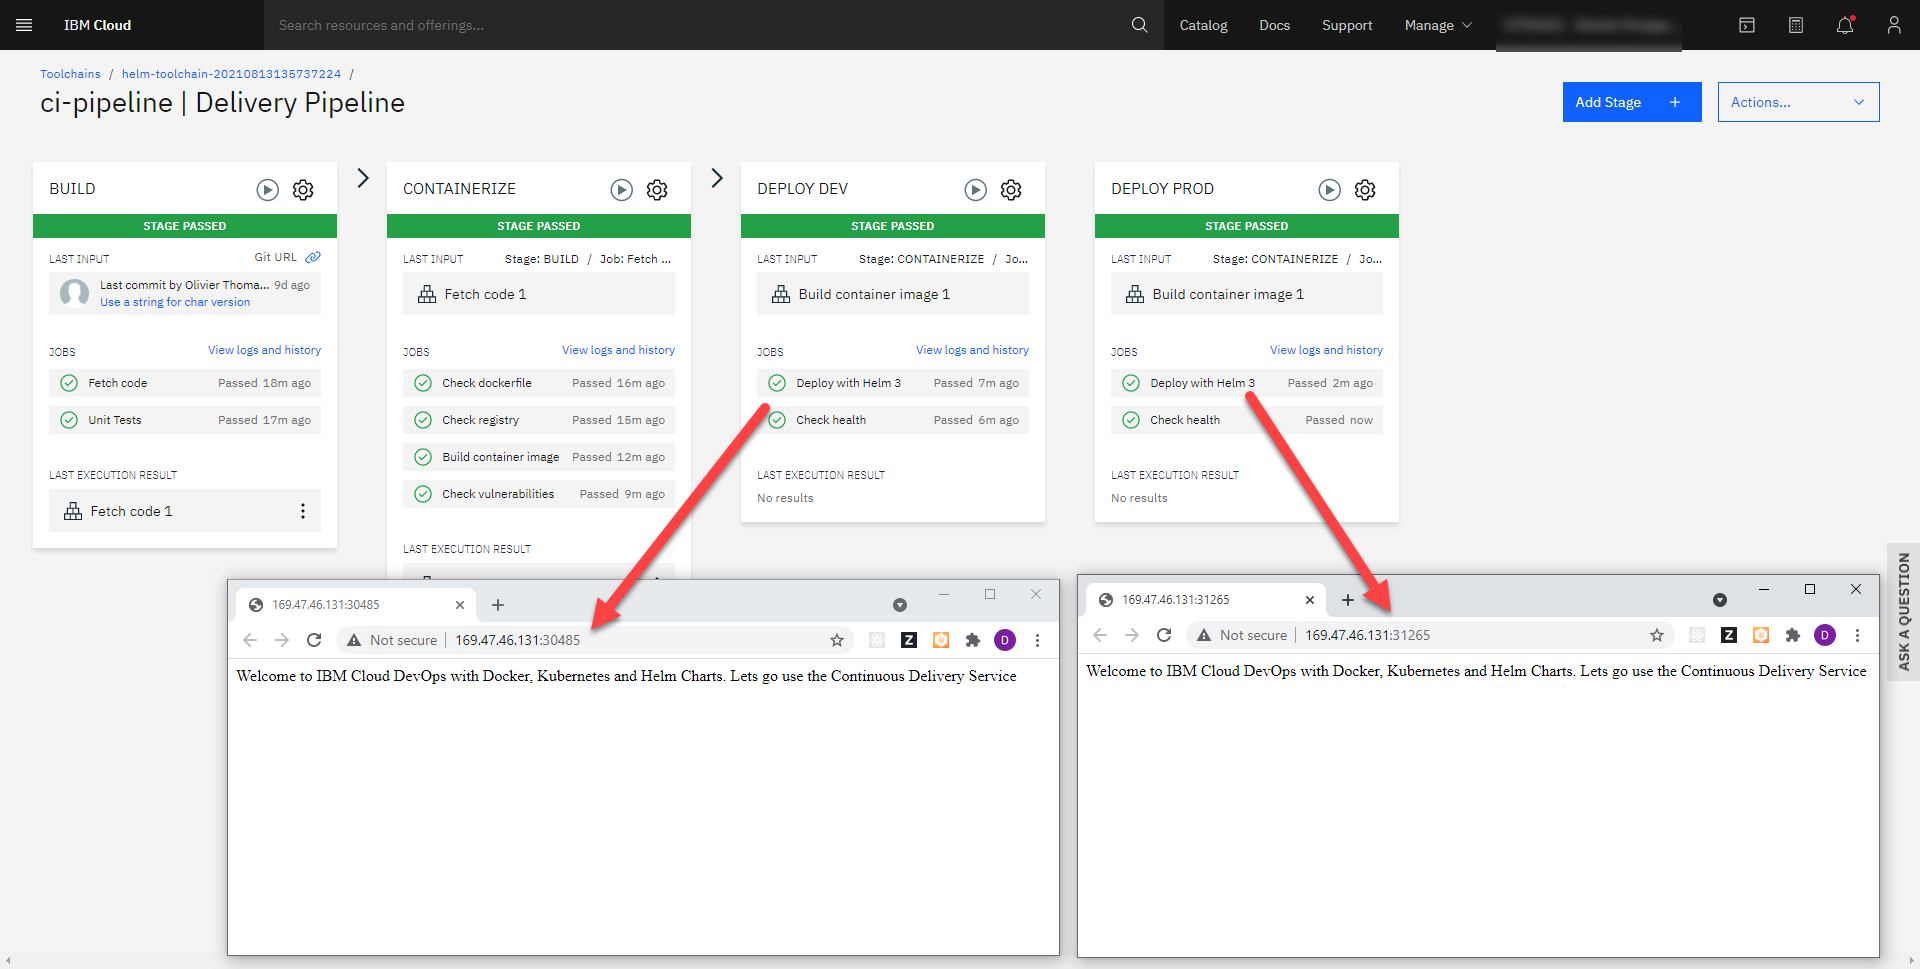 IBM Cloud
Search resources and offerings...
Catalog
Docs
Support
Manage
Toolchains / helm-toolchain-20210813135737224 /
ci-pipeline | Delivery Pipeline
Add Stage +
Actions...
BUILD
STAGE PASSED
LAST INPUT
Git URL
Last commit by Olivier Thoma... 9d ago
Use a string for char version
JOBS
View logs and history
Fetch code Passed 18m ago
Unit Tests Passed 17m ago
LAST EXECUTION RESULT
Fetch code 1
CONTAINERIZE
STAGE PASSED
LAST INPUT
Stage: BUILD / Job: Fetch ...
Fetch code 1
JOBS
View logs and history
Check dockerfile Passed 16m ago
Check registry Passed 15m ago
Build container image Passed 12m ago
Check vulnerabilities Passed 9m ago
LAST EXECUTION RESULT
DEPLOY DEV
STAGE PASSED
LAST INPUT
Stage: CONTAINERIZE / Jo...
Build container image 1
JOBS
View logs and history
Deploy with Helm 3 Passed 7m ago
Check health Passed 6m ago
LAST EXECUTION RESULT
No results
DEPLOY PROD
STAGE PASSED
LAST INPUT
Stage: CONTAINERIZE / Jo...
Build container image 1
JOBS
View logs and history
Deploy with Helm 3 Passed 2m ago
Check health Passed now
LAST EXECUTION RESULT
No results
ASK A QUESTION
169.47.46.131:30485
Not secure | 169.47.46.131:30485
Z
D
Welcome to IBM Cloud DevOps with Docker, Kubernetes and Helm Charts. Lets go use the Continuous Delivery Service
169.47.46.131:31265
Not secure | 169.47.46.131:31265
Z
D
Welcome to IBM Cloud DevOps with Docker, Kubernetes and Helm Charts. Lets go use the Continuous Delivery Service